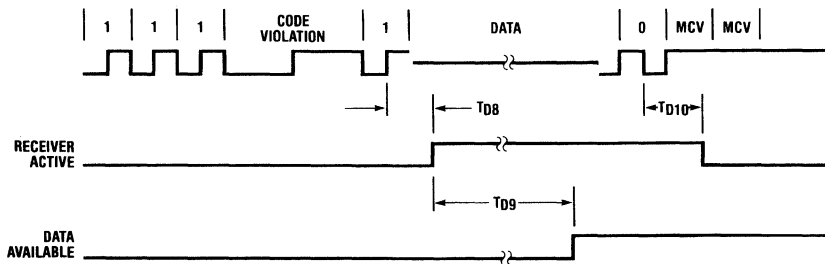 1 1 1 CODE VIOLATION 1 DATA 0 MCV MCV
TD8 TD10
RECEIVER ACTIVE
TD9
DATA AVAILABLE